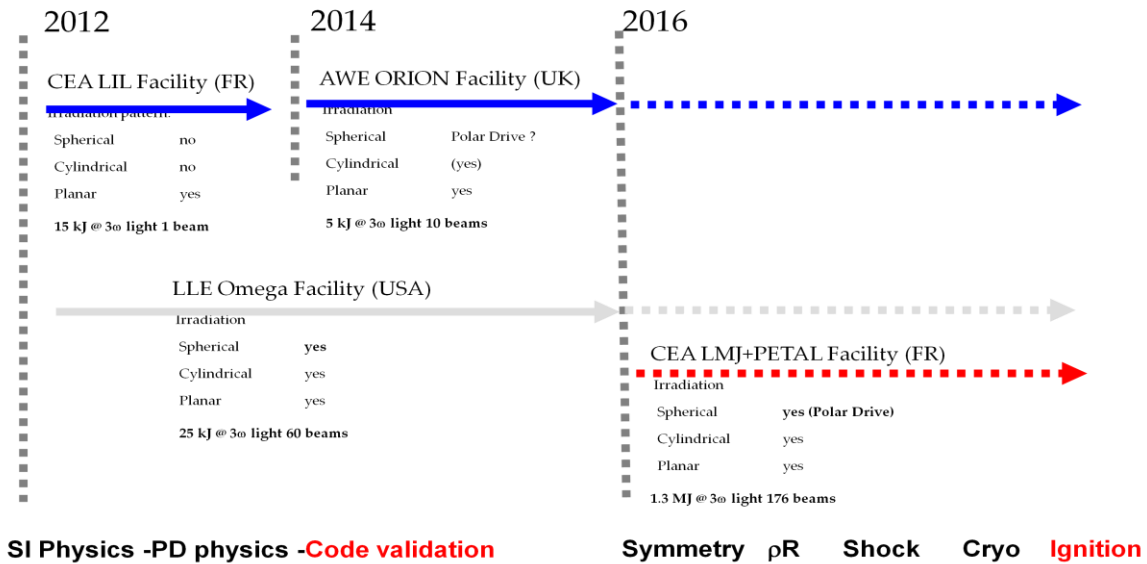 2012
2014
2016
CEA LIL Facility (FR)
Irradiation pattern:
Spherical no
Cylindrical no
Planar yes
15 kJ @ 3ω light 1 beam
AWE ORION Facility (UK)
Irradiation
Spherical Polar Drive ?
Cylindrical (yes)
Planar yes
5 kJ @ 3ω light 10 beams
LLE Omega Facility (USA)
Irradiation
Spherical yes
Cylindrical yes
Planar yes
25 kJ @ 3ω light 60 beams
CEA LMJ+PETAL Facility (FR)
Irradiation
Spherical yes (Polar Drive)
Cylindrical yes
Planar yes
1.3 MJ @ 3ω light 176 beams
SI Physics -PD physics -Code validation
Symmetry ρR Shock Cryo Ignition